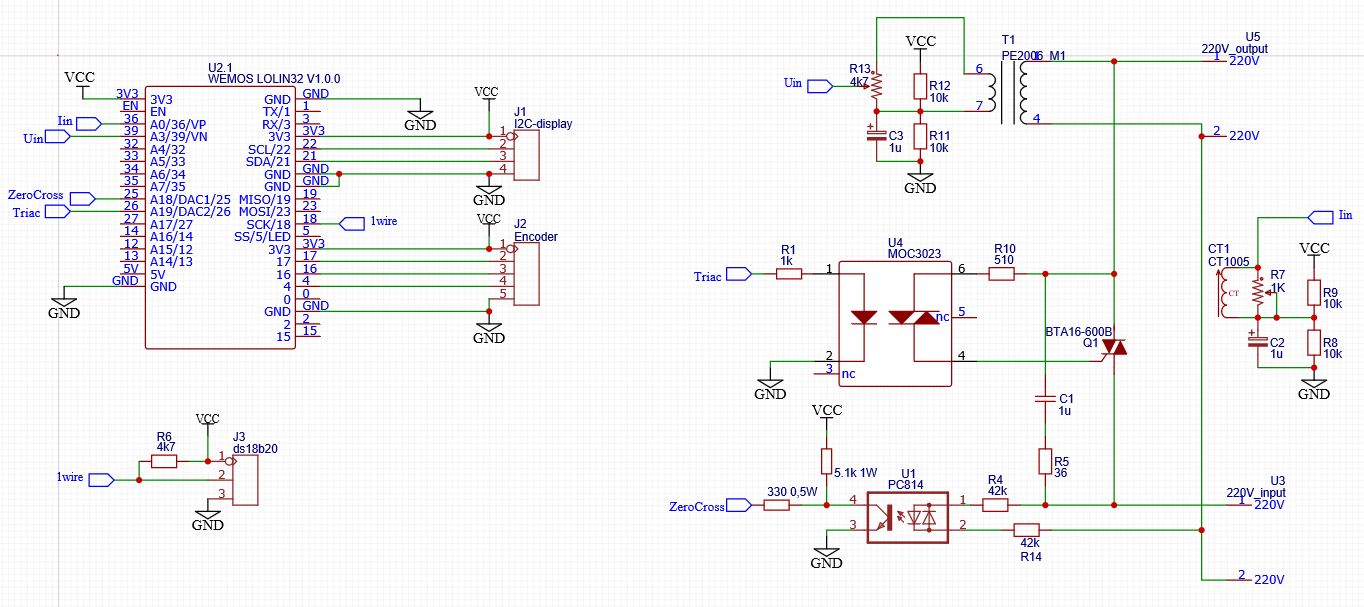 U2.1
WEMOS LOLIN32 V1.0.0
VCC
3V3
EN
36
39
32
33
34
35
25
26
27
14
12
13
5V
GND
3V3
EN
A0/36/VP
A3/39/VN
A4/32
A5/33
A6/34
A7/35
A18/DAC1/25
A19/DAC2/26
A17/27
A16/14
A15/12
A14/13
5V
GND
GND
TX/1
RX/3
3V3
SCL/22
SDA/21
GND
GND
MISO/19
MOSI/23
SCK/18
SS/5/LED
3V3
17
16
4
0
GND
2
15
GND
1
3
3V3
22
21
GND
GND
19
23
18
5
3V3
17
16
4
0
GND
2
15
Iin
Uin
ZeroCross
Triac
GND
GND
1wire
VCC
J1
I2C-display
1
2
3
4
GND
VCC
J2
Encoder
1
2
3
4
5
GND
1wire
R6
4k7
VCC
J3
ds18b20
1
2
3
GND
Uin
R13
4k7
VCC
R12
10k
R11
10k
C3
1u
GND
T1
PE2006_M1
6
7
4
U5
220V_output
1
220V
2
220V
Triac
R1
1k
U4
MOC3023
1
2
3
nc
6
nc
5
4
R10
510
GND
BTA16-600B
Q1
C1
1u
R5
36
Iin
CT1
CT1005
CT
R7
1K
VCC
R9
10k
R8
10k
C2
1u
GND
VCC
5.1k 1W
ZeroCross
330 0,5W
U1
PC814
4
3
1
2
GND
R4
42k
42k
R14
U3
220V_input
1
220V
2
220V